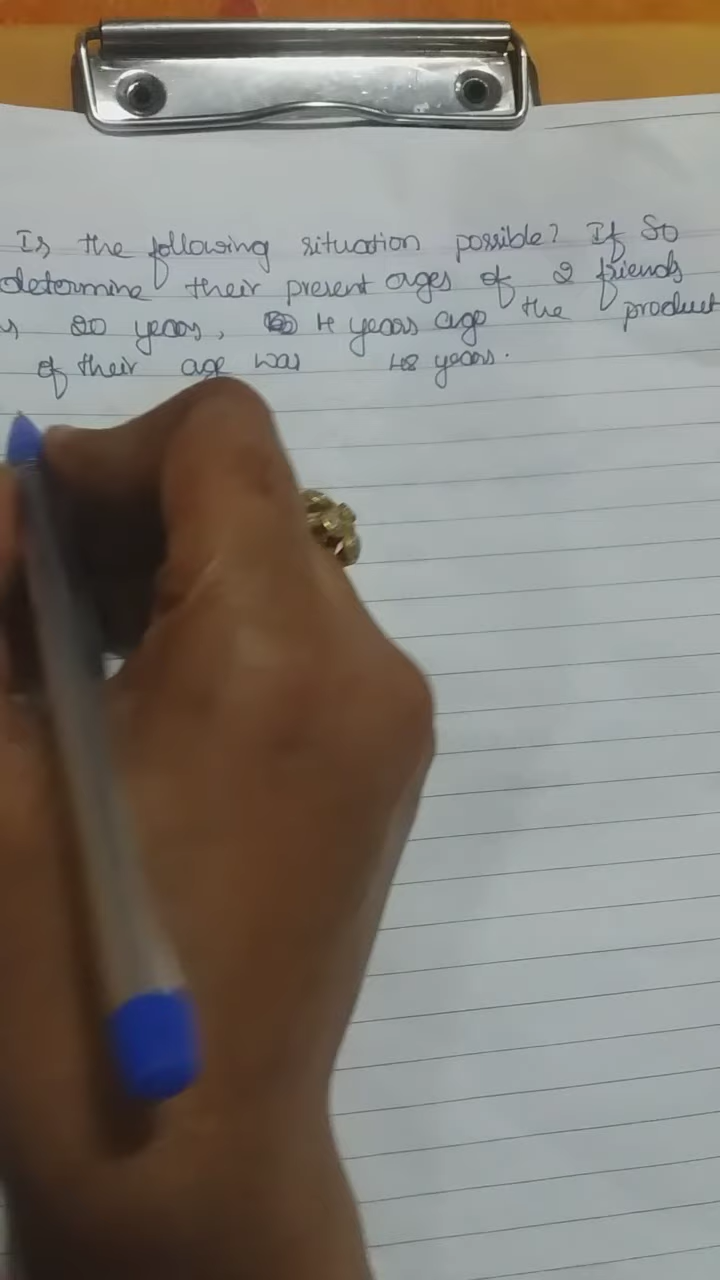 Is the following situation possible? If So
determine their present ages of 2 friends
20 years, 4 years ago the product
of their age was 48 years.